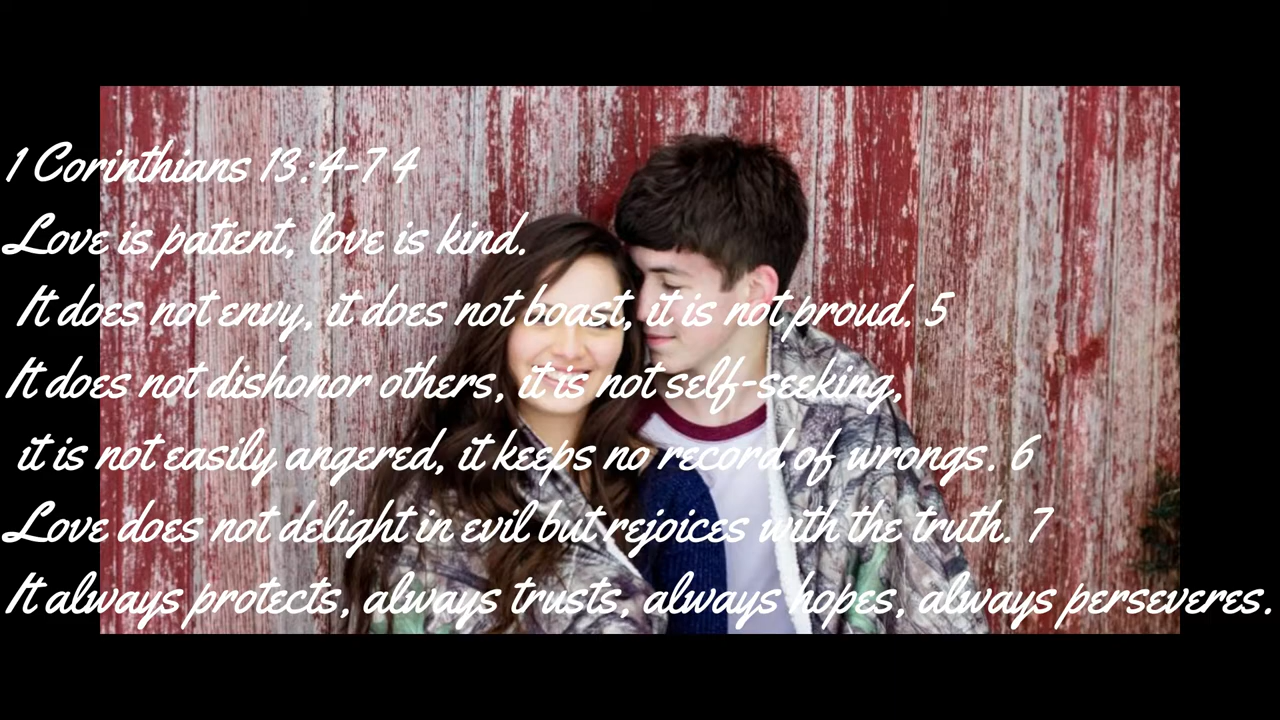 1 Corinthians 13:4-7 4
Love is patient, love is kind.
It does not envy, it does not boast, it is not proud. 5
It does not dishonor others, it is not self-seeking,
it is not easily angered, it keeps no record of wrongs. 6
Love does not delight in evil but rejoices with the truth. 7
It always protects, always trusts, always hopes, always perseveres.